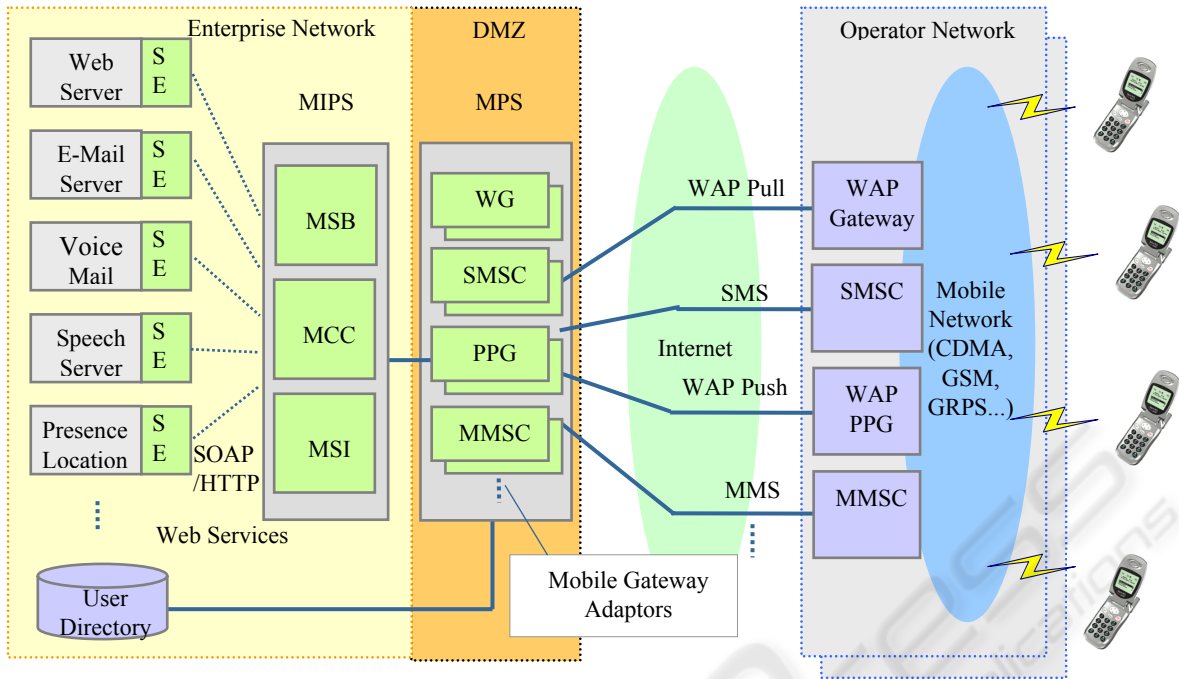 Enterprise Network
DMZ
Operator Network
Web
Server
S
E
E-Mail
Server
S
E
Voice
Mail
S
E
Speech
Server
S
E
Presence
Location
S
E
SOAP
/HTTP
Web Services
User
Directory
MIPS
MSB
MCC
MSI
MPS
WG
SMSC
PPG
MMSC
Mobile Gateway
Adaptors
Internet
WAP Pull
SMS
WAP Push
MMS
WAP
Gateway
SMSC
WAP
PPG
MMSC
Mobile
Network
(CDMA,
GSM,
GRPS...)